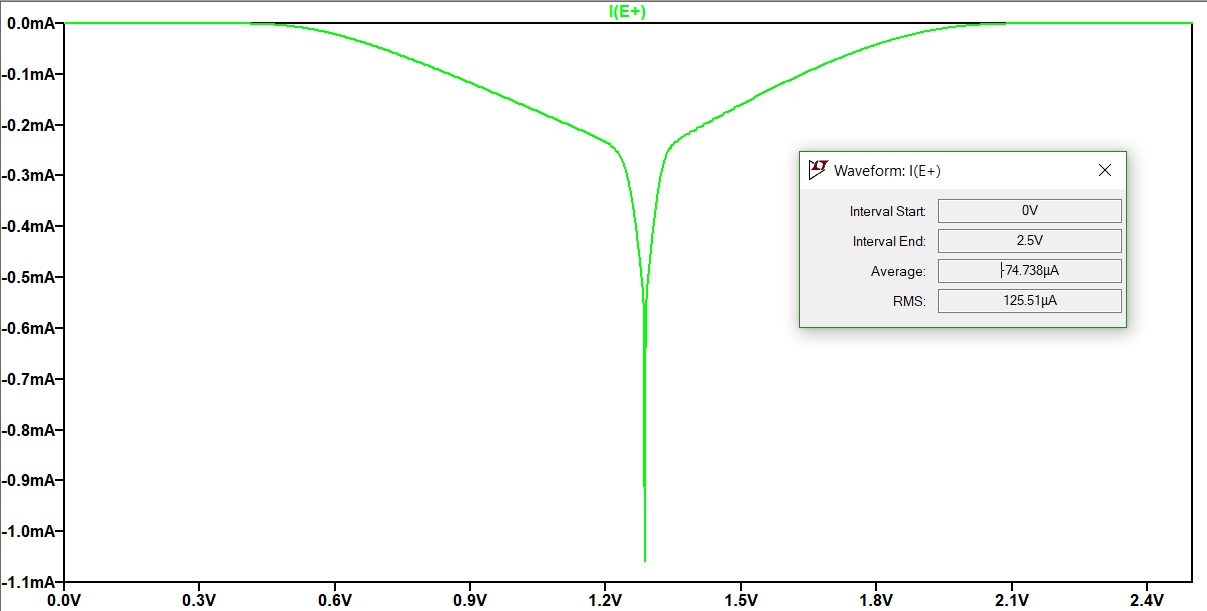 I(E+)
0.0mA
-0.1mA
-0.2mA
-0.3mA
-0.4mA
-0.5mA
-0.6mA
-0.7mA
-0.8mA
-0.9mA
-1.0mA
-1.1mA
0.0V 0.3V 0.6V 0.9V 1.2V 1.5V 1.8V 2.1V 2.4V
Waveform: I(E+)
Interval Start: 0V
Interval End: 2.5V
Average: -74.738µA
RMS: 125.51µA